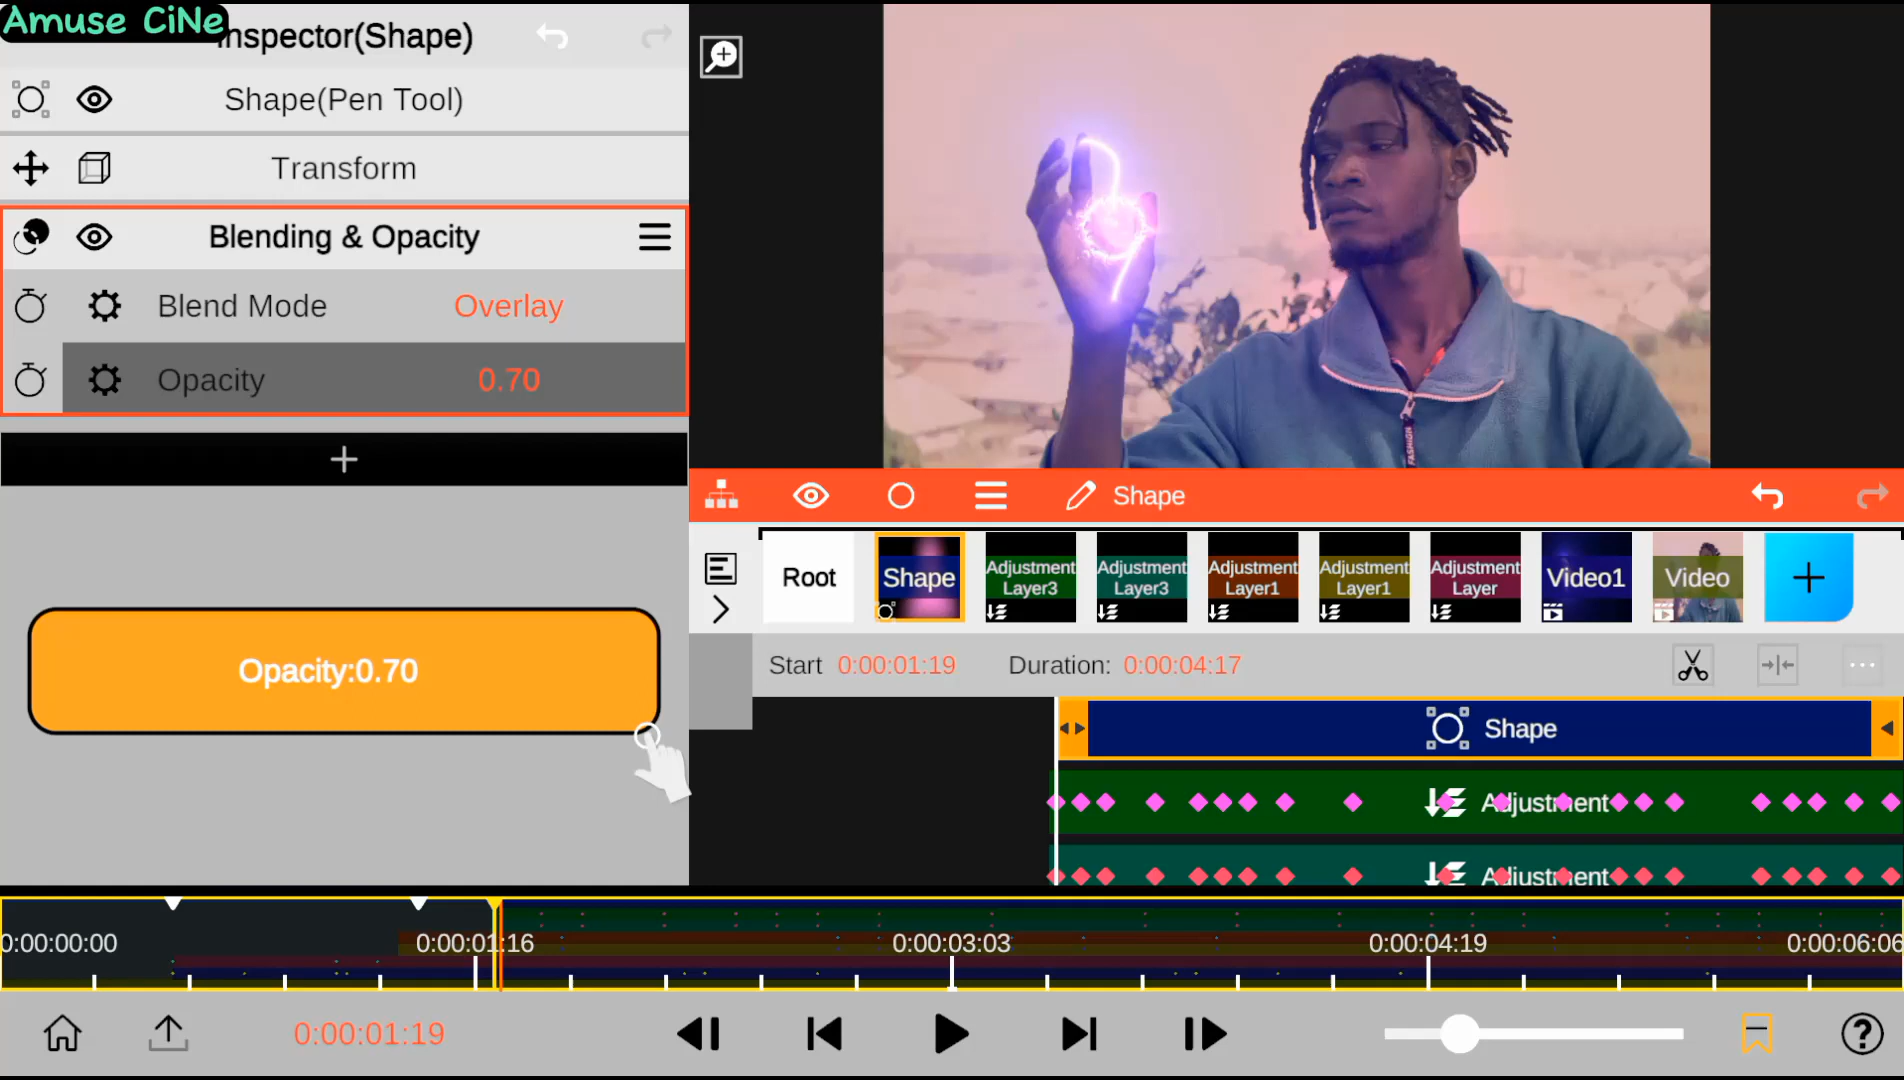 Amuse CiNe
Inspector(Shape)
Shape(Pen Tool)
Transform
Blending & Opacity
Blend Mode Overlay
Opacity 0.70
+
Opacity:0.70
FASHION
Shape
Root
Shape
Adjustment
Layer3
Adjustment
Layer3
Adjustment
Layer1
Adjustment
Layer1
Adjustment
Layer
Video1
Video
+
Start 0:00:01:19 Duration: 0:00:04:17
Shape
Adjustment
Adjustment
0:00:00:00 0:00:01:16 0:00:03:03 0:00:04:19 0:00:06:06
0:00:01:19
?